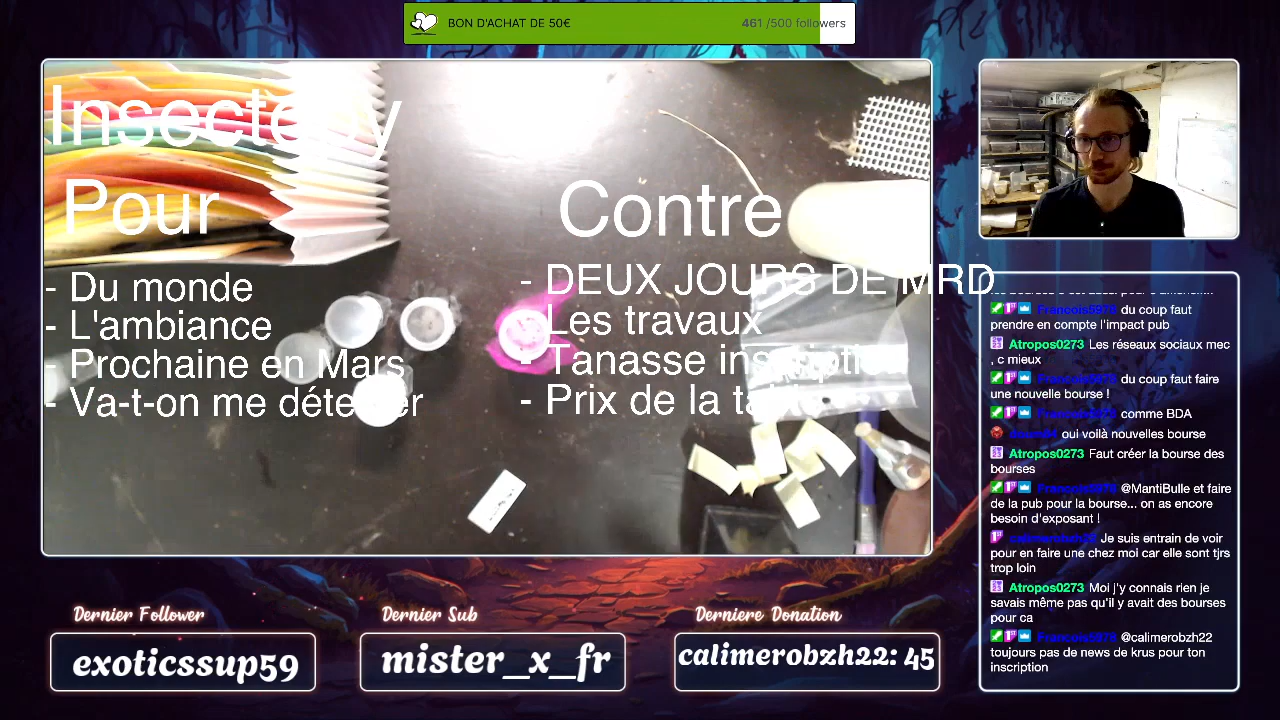 BON D'ACHAT DE 50€
461 /500 followers
Pour
Contre
- Du monde
- L'ambiance
- Prochaine en Mars
- Va-t-on me
- DEUX JOURS DE MRD
- Les travaux
- Tanasse
- Prix de la
Francois5978 du coup faut
prendre en compte l'impact pub
Atropos0273 Les réseaux sociaux mec
, c mieux
Francois5978 du coup faut faire
une nouvelle bourse !
Francois5978 comme BDA
oui voilà nouvelles bourse
Atropos0273 Faut créer la bourse des
bourses
Francois5978 @MantiBulle et faire
de la pub pour la bourse... on as encore
besoin d'exposant !
calimerobzh22 Je suis entrain de voir
pour en faire une chez moi car elle sont tjrs
trop loin
Atropos0273 Moi j'y connais rien je
savais même pas qu'il y avait des bourses
pour ca
Francois5978 @calimerobzh22
toujours pas de news de krus pour ton
inscription
Dernier Follower
exoticssup59
Dernier Sub
mister_x_fr
Derniere Donation
calimerobzh22: 45